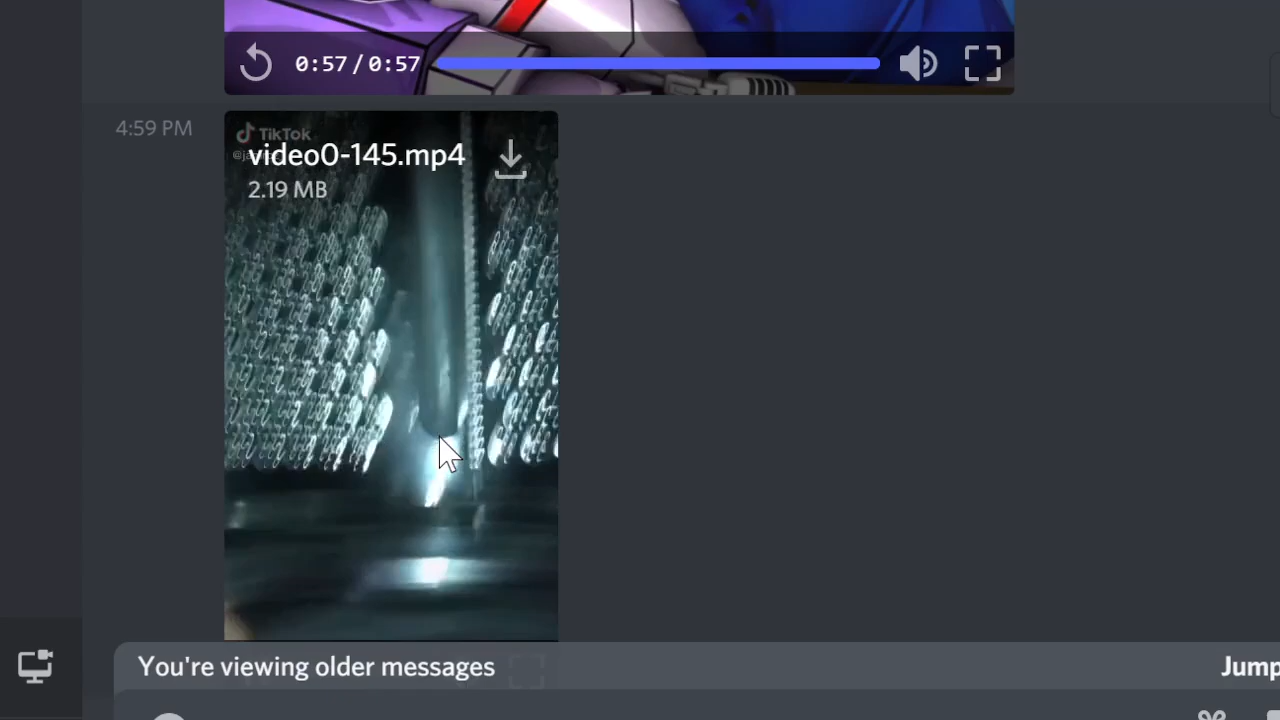 0:57/0:57
4:59 PM
TikTok
video0-145.mp4
2.19 MB
You're viewing older messages
Jump